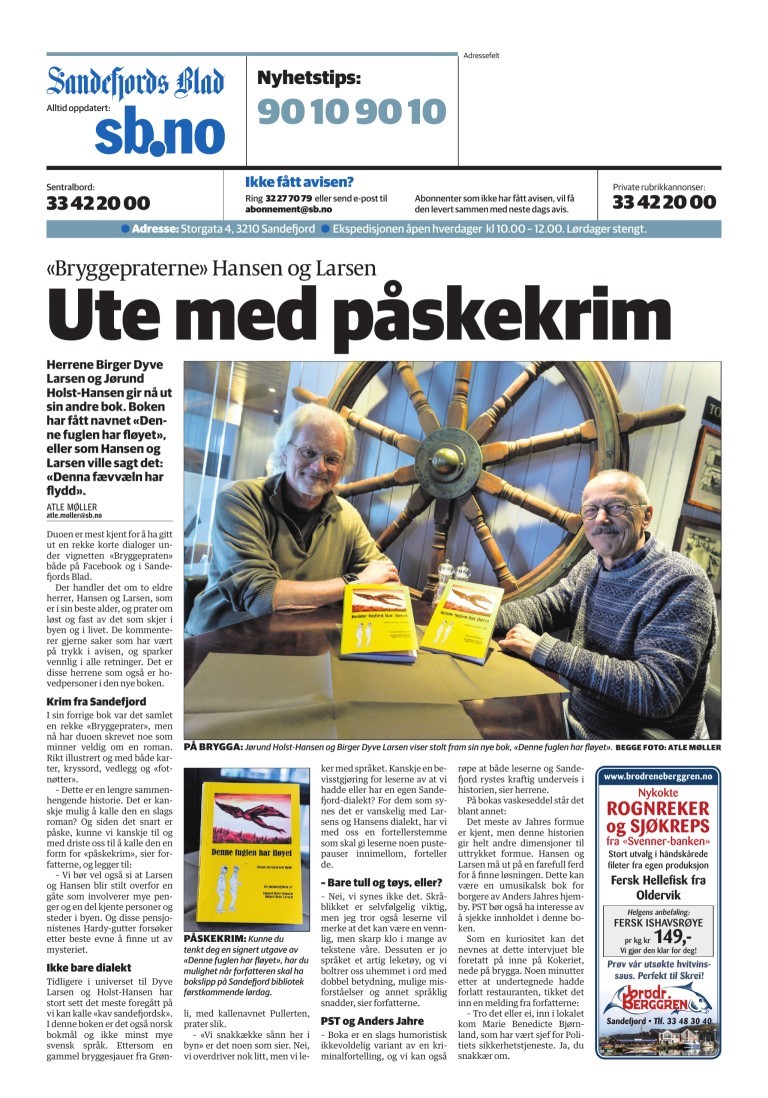 Adressefelt
Sandefjords Blad
Alltid oppdatert:
sb.no
Nyhetstips:
90 10 90 10
Sentralbord:
33 42 20 00
Ikke fått avisen?
Ring 32 27 70 79 eller send e-post til
abonnement@sb.no
Abonnenter som ikke har fått avisen, vil få
den levert sammen med neste dags avis.
Private rubrikkannonser:
33 42 20 00
● Adresse: Storgata 4, 3210 Sandefjord ● Ekspedisjonen åpen hverdager kl 10.00 – 12.00. Lørdager stengt.
«Bryggepraterne» Hansen og Larsen
Ute med påskekrim
Herrene Birger Dyve
Larsen og Jørund
Holst-Hansen gir nå ut
sin andre bok. Boken
har fått navnet «Den-
ne fuglen har fløyet»,
eller som Hansen og
Larsen ville sagt det:
«Denna fævvæln har
flydd».
ATLE MØLLER
atle.moller@sb.no
Duoen er mest kjent for å ha gitt
ut en rekke korte dialoger un-
der vignetten «Bryggepraten»
både på Facebook og i Sande-
fjords Blad.
Der handler det om to eldre
herrer, Hansen og Larsen, som
er i sin beste alder, og prater om
løst og fast av det som skjer i
byen og i livet. De kommente-
rer gjerne saker som har vært
på trykk i avisen, og sparker
vennlig i alle retninger. Det er
disse herrene som også er ho-
vedpersoner i den nye boken.
Krim fra Sandefjord
I sin forrige bok var det samlet
en rekke «Bryggeprater», men
nå har duoen skrevet noe som
minner veldig om en roman.
Rikt illustrert og med både kar-
ter, kryssord, vedlegg og «fot-
nøtter».
– Dette er en lengre sammen-
hengende historie. Det er kan-
skje mulig å kalle den en slags
roman? Og siden det snart er
påske, kunne vi kanskje til og
med driste oss til å kalle den en
form for «påskekrim», sier for-
fatterne, og legger til:
– Vi bør vel også si at Larsen
og Hansen blir stilt overfor en
gåte som involverer mye pen-
ger og en del kjente personer og
steder i byen. Og disse pensjo-
nistenes Hardy-gutter forsøker
etter beste evne å finne ut av
mysteriet.
Ikke bare dialekt
Tidligere i universet til Dyve
Larsen og Holst-Hansen har
stort sett det meste foregått på
vi kan kalle «kav sandefjordsk».
I denne boken er det også norsk
bokmål og ikke minst mye
svensk språk. Ettersom en
gammel bryggesjauer fra Grøn-
Denne fuglen har fløyet
Denne fuglen har fløyet
PÅ BRYGGA: Jørund Holst-Hansen og Birger Dyve Larsen viser stolt fram sin nye bok, «Denne fuglen har fløyet». BEGGE FOTO: ATLE MØLLER
Denne fuglen har fløyet
PÅSKEKRIM: Kunne du
tenkt deg en signert utgave av
«Denne fuglen har fløyet», har du
mulighet når forfatteren skal ha
bokslipp på Sandefjord bibliotek
førstkommende lørdag.
li, med kallenavnet Pullerten,
prater slik.
– «Vi snakkække sånn her i
byn» er det noen som sier. Nei,
vi overdriver nok litt, men vi le-
ker med språket. Kanskje en be-
visstgjøring for leserne av at vi
hadde eller har en egen Sande-
fjord-dialekt? For dem som sy-
nes det er vanskelig med Lar-
sens og Hansens dialekt, har vi
med oss en fortellerstemme
som skal gi leserne noen puste-
pauser innimellom, forteller
de.
– Bare tull og tøys, eller?
– Nei, vi synes ikke det. Skrå-
blikket er selvfølgelig viktig,
men jeg tror også leserne vil
merke at det kan være en venn-
lig, men skarp klo i mange av
tekstene våre. Dessuten er jo
språket et artig leketøy, og vi
boltrer oss uhemmet i ord med
dobbel betydning, mulige mis-
forståelser og annet språklig
snadder, sier forfatterne.
PST og Anders Jahre
– Boka er en slags humoristisk
ikkevoldelig variant av en kri-
minalfortelling, og vi kan også
røpe at både leserne og Sande-
fjord rystes kraftig underveis i
historien, sier herrene.
På bokas vaskeseddel står det
blant annet:
Det meste av Jahres formue
er kjent, men denne historien
gir helt andre dimensjoner til
uttrykket formue. Hansen og
Larsen må ut på en farefull ferd
for å finne løsningen. Dette kan
være en umusikalsk bok for
borgere av Anders Jahres hjem-
by. PST bør også ha interesse av
å sjekke innholdet i denne bo-
ken.
Som en kuriositet kan det
nevnes at dette intervjuet ble
foretatt på inne på Kokeriet,
nede på brygga. Noen minutter
etter at undertegnede hadde
forlatt restauranten, tikket det
inn en melding fra forfatterne:
– Tro det eller ei, inn i lokalet
kom Marie Benedicte Bjørn-
land, som har vært sjef for Poli-
tiets sikkerhetstjeneste. Ja, du
snakker om.
www.brodreneberggren.no
Nykokte
ROGNREKER
og SJØKREPS
fra «Svenner-banken»
Stort utvalg i håndskårede
fileter fra egen produksjon
Fersk Hellefisk fra
Oldervik
Helgens anbefaling:
FERSK ISHAVSRØYE
pr kg kr 149,-
Vi gjør den klar for deg!
Prøv vår utsøkte hvitvins-
saus. Perfekt til Skrei!
brødr.
BERGGREN
Sandefjord - Tlf. 33 48 30 40